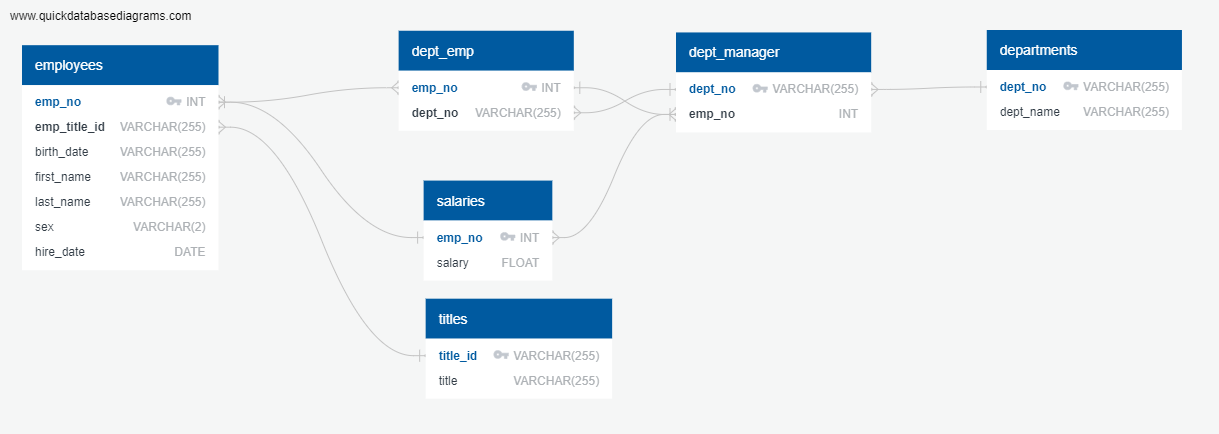 www.quickdatabasediagrams.com
employees
emp_no INT
emp_title_id VARCHAR(255)
birth_date VARCHAR(255)
first_name VARCHAR(255)
last_name VARCHAR(255)
sex VARCHAR(2)
hire_date DATE
dept_emp
emp_no INT
dept_no VARCHAR(255)
salaries
emp_no INT
salary FLOAT
titles
title_id VARCHAR(255)
title VARCHAR(255)
dept_manager
dept_no VARCHAR(255)
emp_no INT
departments
dept_no VARCHAR(255)
dept_name VARCHAR(255)